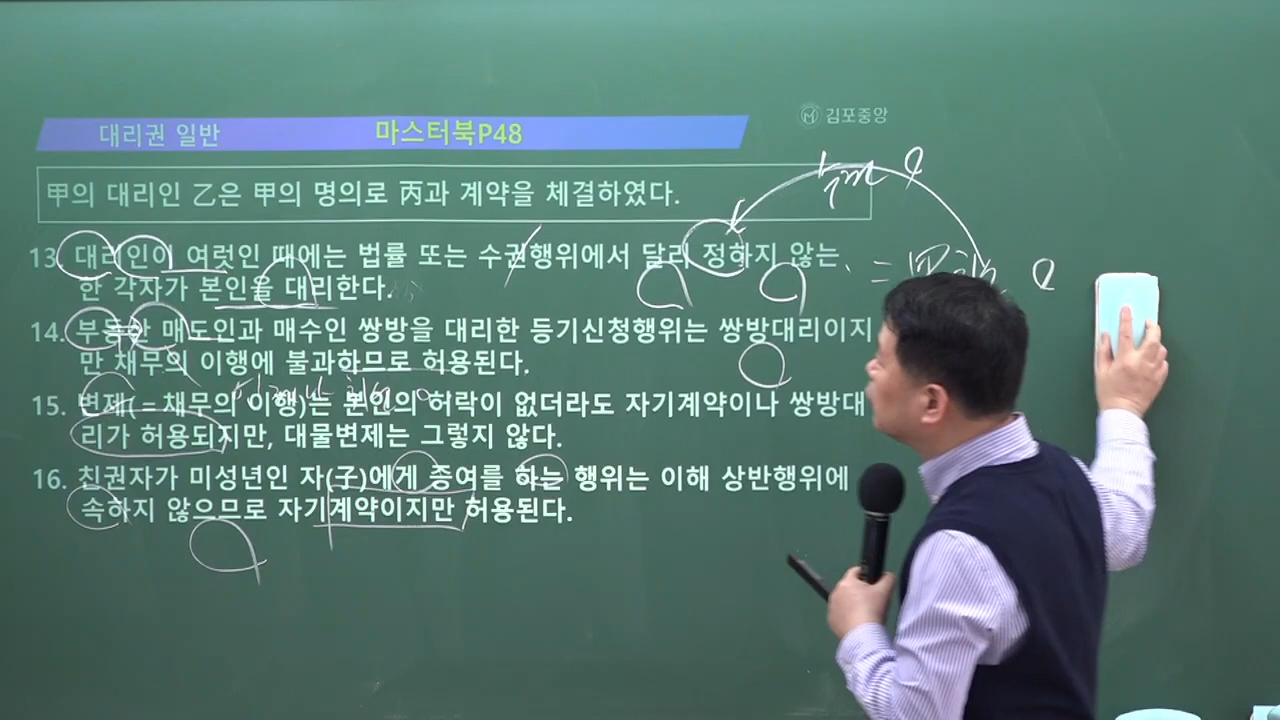 대리권 일반 마스터북P48
김포중앙
甲의 대리인 乙은 甲의 명의로 丙과 계약을 체결하였다.
13. 대리인이 여럿인 때에는 법률 또는 수권행위에서 달리 정하지 않는
한 각자가 본인을 대리한다.
14. 부동산 매도인과 매수인 쌍방을 대리한 등기신청행위는 쌍방대리이지
만 채무의 이행에 불과하므로 허용된다.
15. 변제(=채무의 이행)는 본인의 허락이 없더라도 자기계약이나 쌍방대
리가 허용되지만, 대물변제는 그렇지 않다.
16. 친권자가 미성년인 자(子)에게 증여를 하는 행위는 이해 상반행위에
속하지 않으므로 자기계약이지만 허용된다.